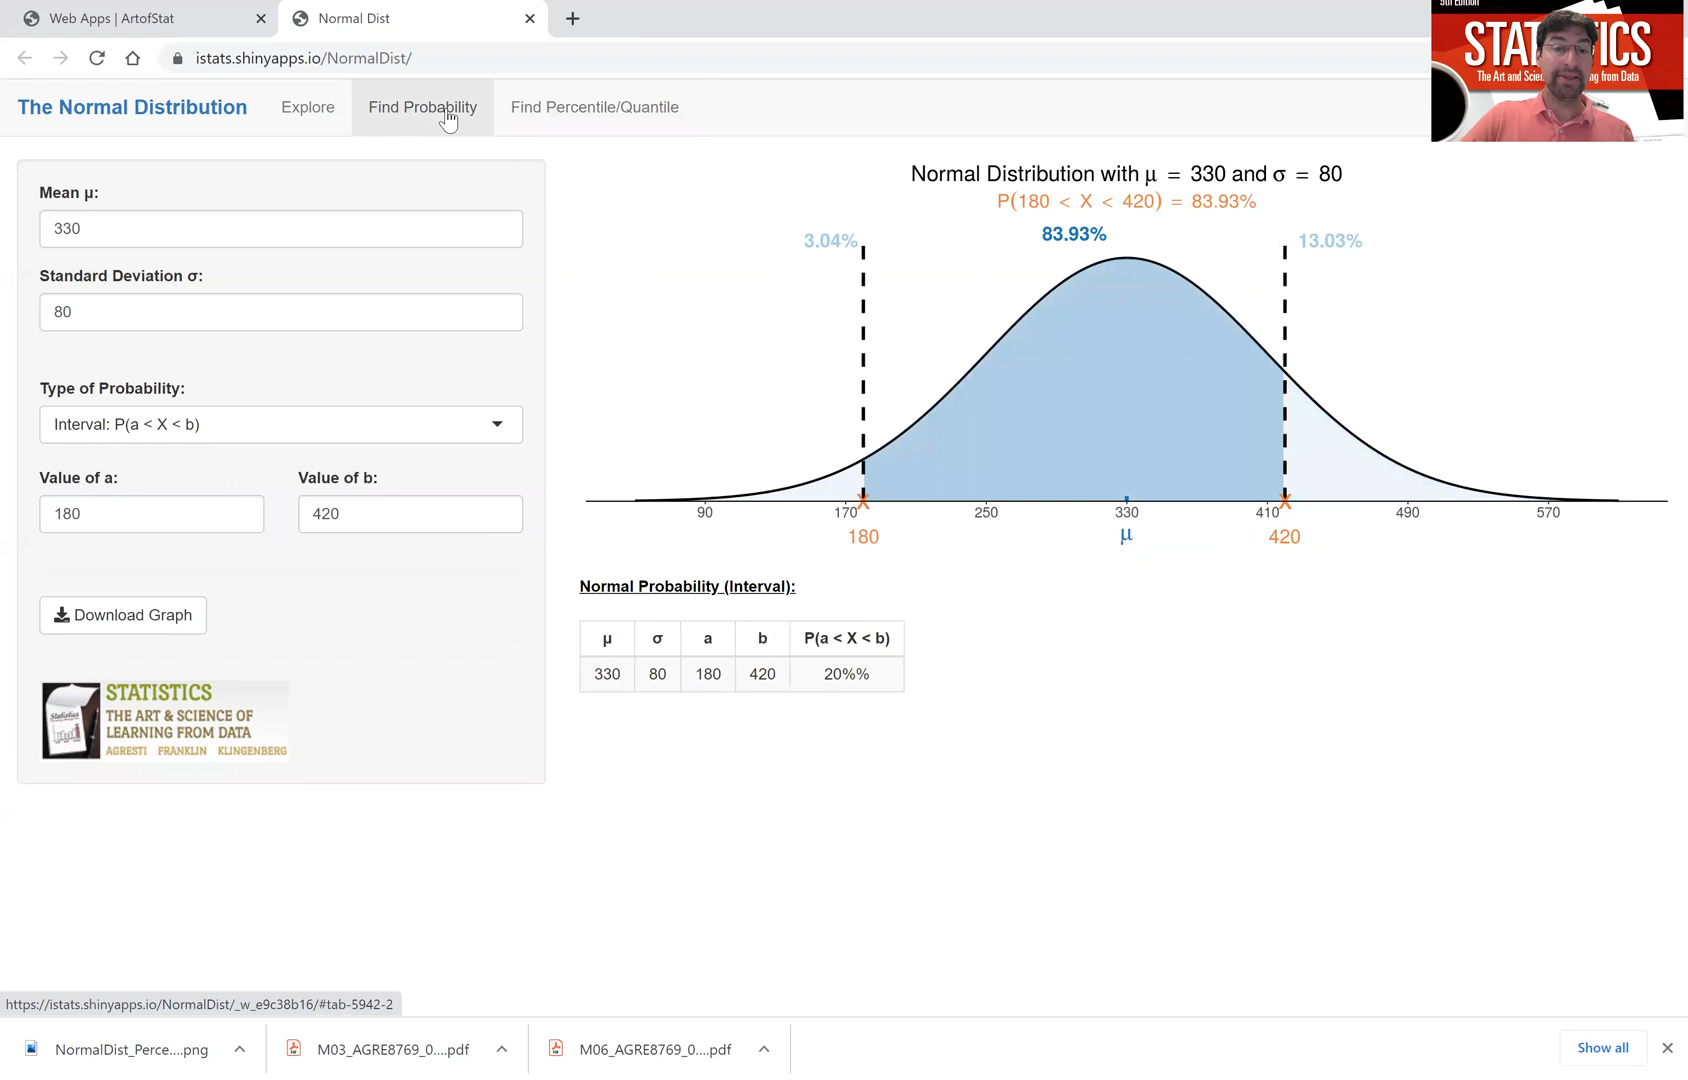 Web Apps | ArtofStat
Normal Dist
istats.shinyapps.io/NormalDist/
5th Edition
STATISTICS
The Art and Scien
ng from Data
The Normal Distribution
Explore
Find Probability
Find Percentile/Quantile
Mean μ:
330
Standard Deviation σ:
80
Type of Probability:
Interval: P(a < X < b)
Value of a:
Value of b:
180
420
Download Graph
STATISTICS
THE ART & SCIENCE OF
LEARNING FROM DATA
AGRESTI FRANKLIN KLINGENBERG
Normal Distribution with μ = 330 and σ = 80
P(180 < X < 420) = 83.93%
3.04%
83.93%
13.03%
90 170 250 330 410 490 570
X X
180 μ 420
Normal Probability (Interval):
μ σ a b P(a < X < b)
330 80 180 420 20%%
https://istats.shinyapps.io/NormalDist/_w_e9c38b16/#tab-5942-2
NormalDist_Perce....png
M03_AGRE8769_0....pdf
M06_AGRE8769_0....pdf
Show all